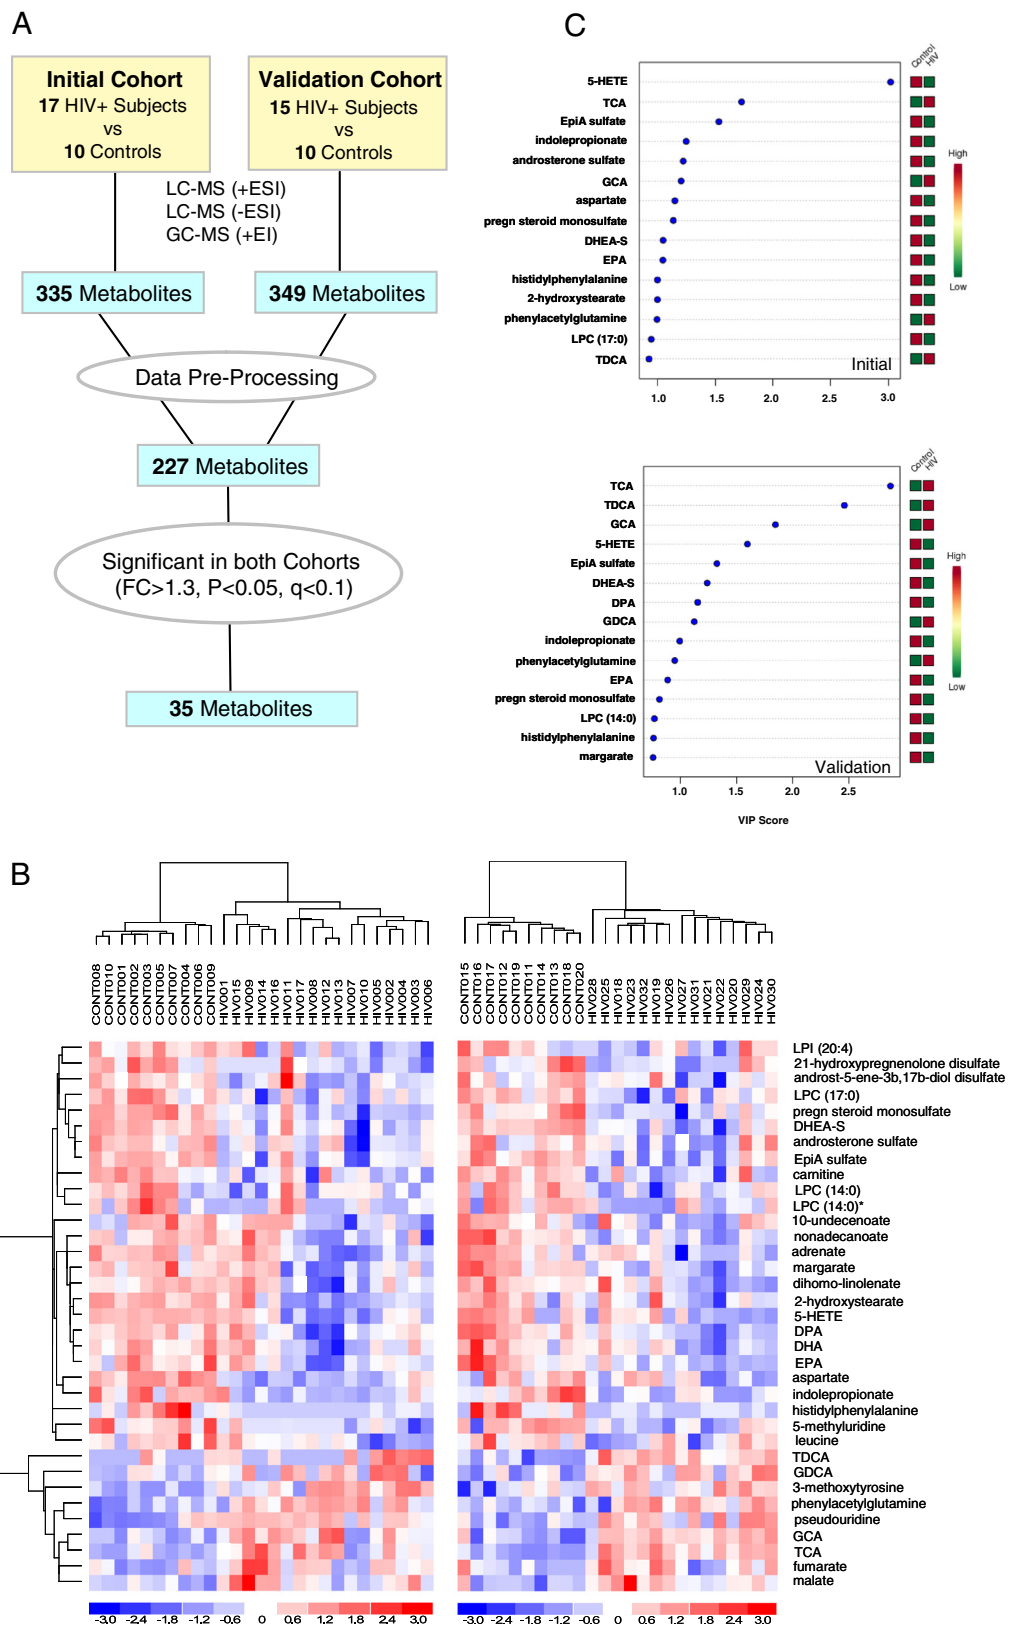 A
Initial Cohort
17 HIV+ Subjects
vs
10 Controls
Validation Cohort
15 HIV+ Subjects
vs
10 Controls
LC-MS (+ESI)
LC-MS (-ESI)
GC-MS (+EI)
335 Metabolites
349 Metabolites
Data Pre-Processing
227 Metabolites
Significant in both Cohorts
(FC>1.3, P<0.05, q<0.1)
35 Metabolites
C
Control
HIV
5-HETE
TCA
EpiA sulfate
indolepropionate
androsterone sulfate
GCA
aspartate
pregn steroid monosulfate
DHEA-S
EPA
histidylphenylalanine
2-hydroxystearate
phenylacetylglutamine
LPC (17:0)
TDCA
Initial
1.0 1.5 2.0 2.5 3.0
High
Low
Control
HIV
TCA
TDCA
GCA
5-HETE
EpiA sulfate
DHEA-S
DPA
GDCA
indolepropionate
phenylacetylglutamine
EPA
pregn steroid monosulfate
LPC (14:0)
histidylphenylalanine
margarate
Validation
1.0 1.5 2.0 2.5
VIP Score
High
Low
B
CONT008
CONT010
CONT001
CONT002
CONT003
CONT005
CONT007
CONT004
CONT006
CONT009
HIV001
HIV015
HIV009
HIV014
HIV016
HIV011
HIV017
HIV008
HIV012
HIV013
HIV007
HIV010
HIV005
HIV002
HIV004
HIV003
HIV006
CONT015
CONT016
CONT017
CONT012
CONT019
CONT011
CONT014
CONT013
CONT018
CONT020
HIV028
HIV025
HIV018
HIV023
HIV032
HIV019
HIV026
HIV027
HIV031
HIV021
HIV022
HIV020
HIV029
HIV024
HIV030
LPI (20:4)
21-hydroxypregnenolone disulfate
androst-5-ene-3b,17b-diol disulfate
LPC (17:0)
pregn steroid monosulfate
DHEA-S
androsterone sulfate
EpiA sulfate
carnitine
LPC (14:0)
LPC (14:0)*
10-undecenoate
nonadecanoate
adrenate
margarate
dihomo-linolenate
2-hydroxystearate
5-HETE
DPA
DHA
EPA
aspartate
indolepropionate
histidylphenylalanine
5-methyluridine
leucine
TDCA
GDCA
3-methoxytyrosine
phenylacetylglutamine
pseudouridine
GCA
TCA
fumarate
malate
-3.0 -2.4 -1.8 -1.2 -0.6 0 0.6 1.2 1.8 2.4 3.0
-3.0 -2.4 -1.8 -1.2 -0.6 0 0.6 1.2 1.8 2.4 3.0